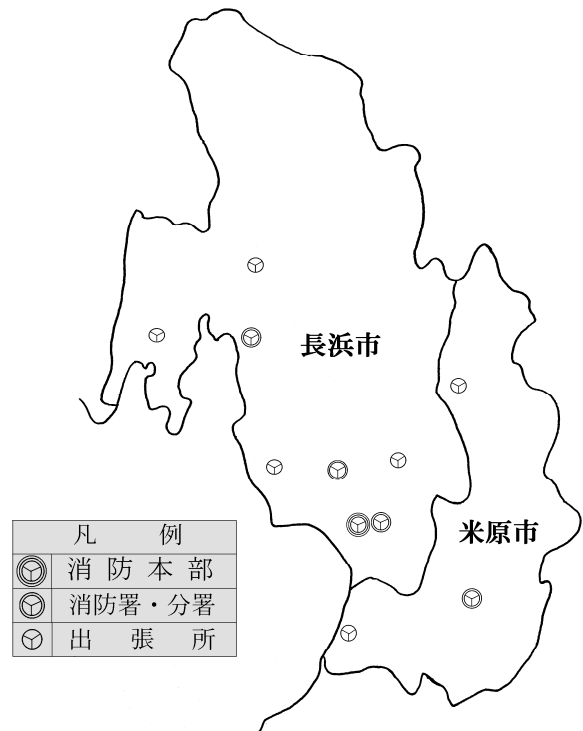 長浜市
米原市
凡 例
消防本部
消防署・分署
出張所